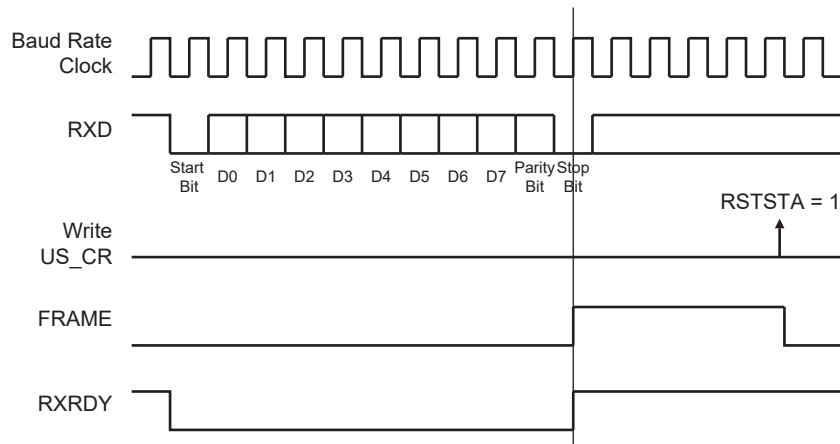 Baud Rate
Clock
RXD
Start
Bit
D0
D1
D2
D3
D4
D5
D6
D7
Parity
Bit
Stop
Bit
RSTSTA = 1
Write
US_CR
FRAME
RXRDY